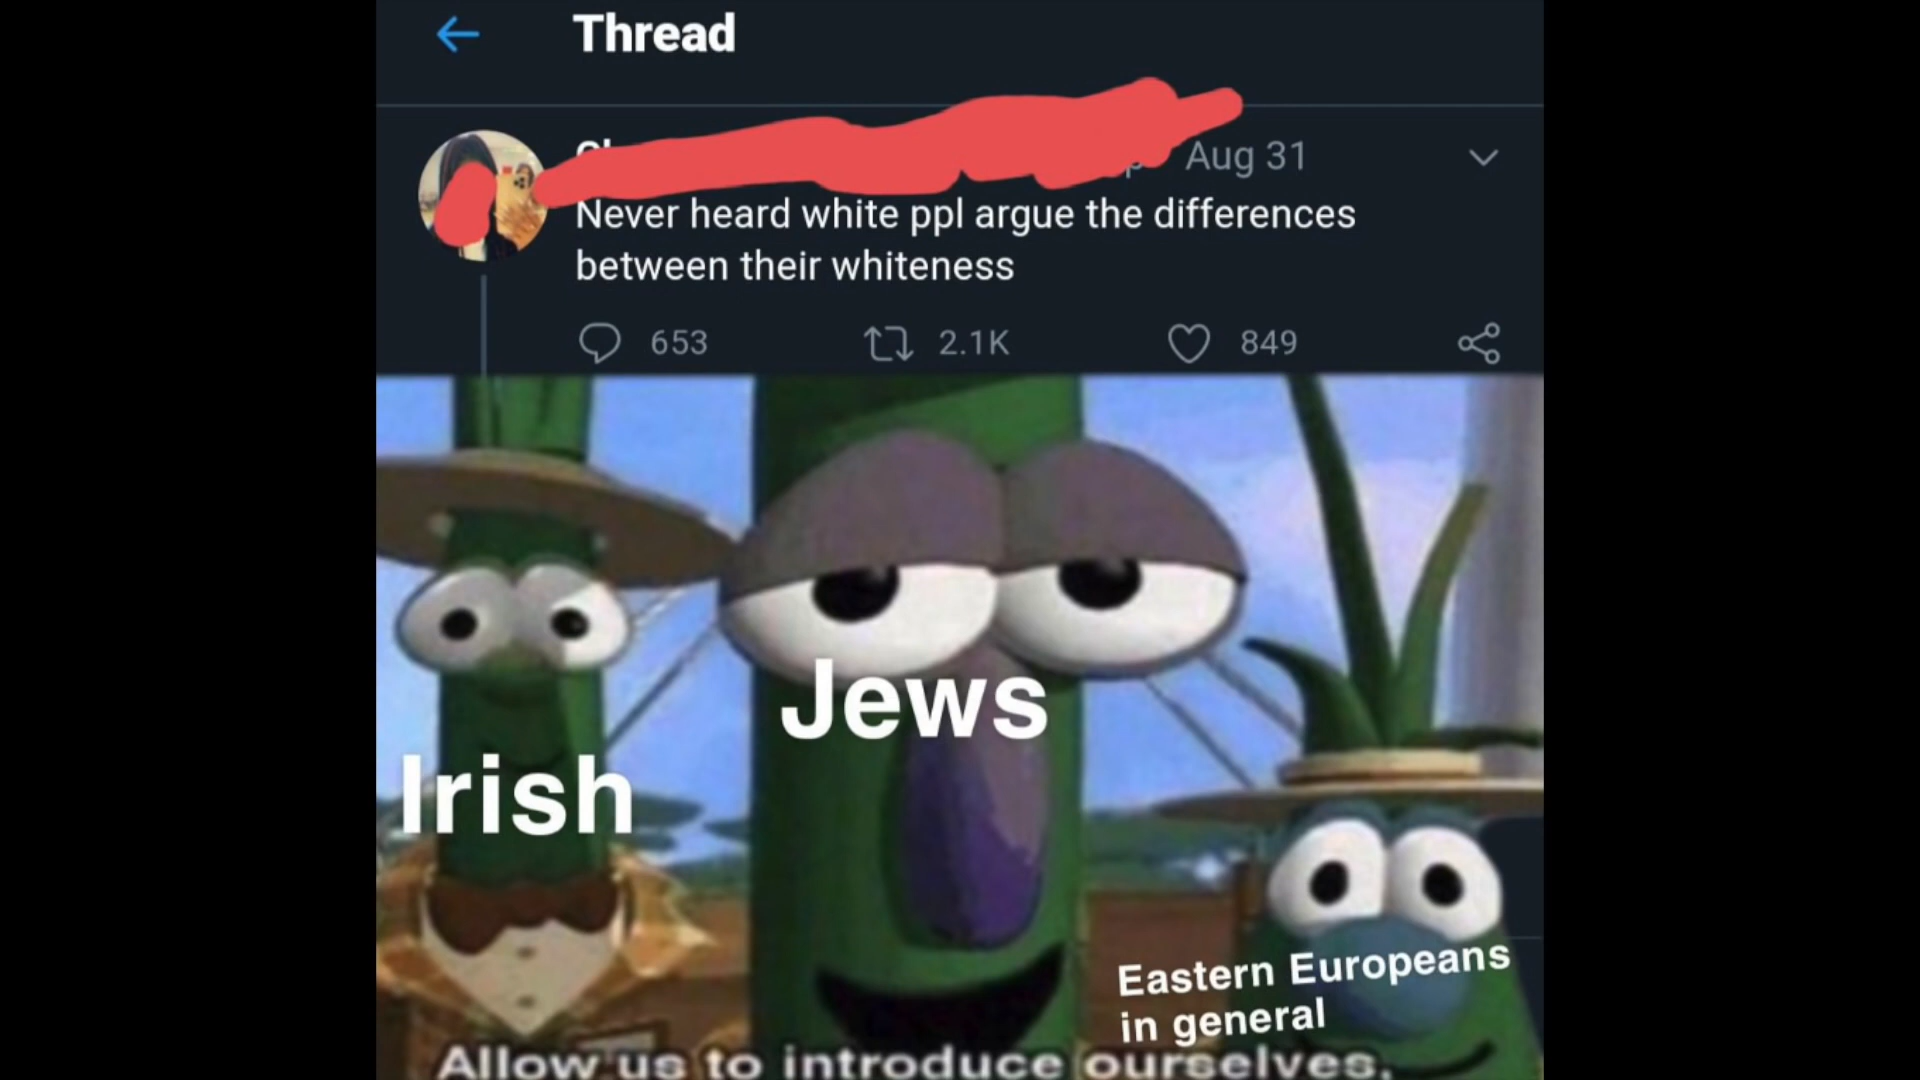 Thread
Aug 31
Never heard white ppl argue the differences
between their whiteness
653 2.1K 849
Jews
Irish
Eastern Europeans
in general
Allow us to introduce ourselves.